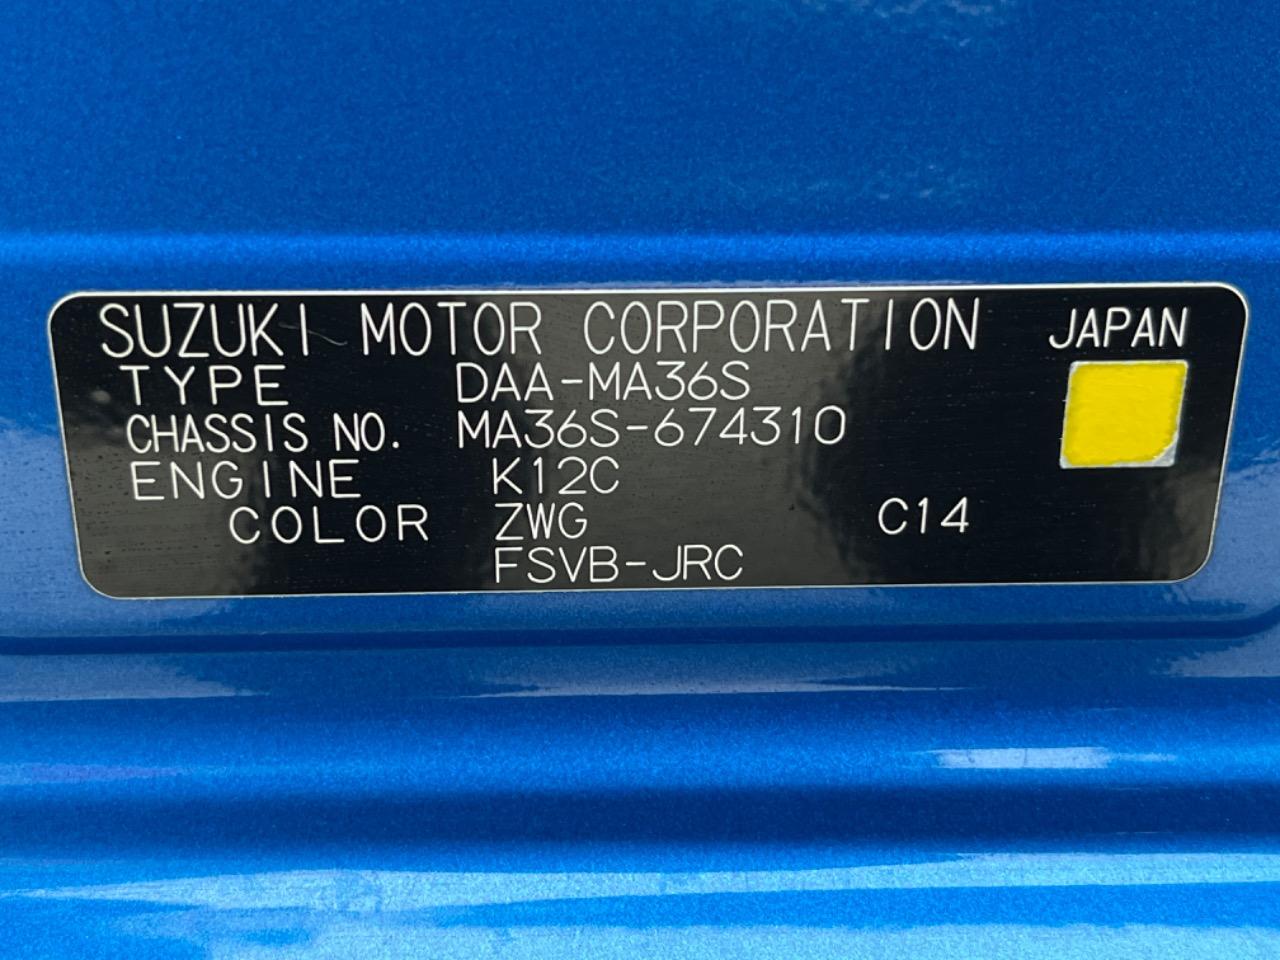 SUZUKI MOTOR CORPORATION JAPAN
TYPE DAA-MA36S
CHASSIS NO. MA36S-674310
ENGINE K12C
COLOR ZWG C14
FSVB-JRC